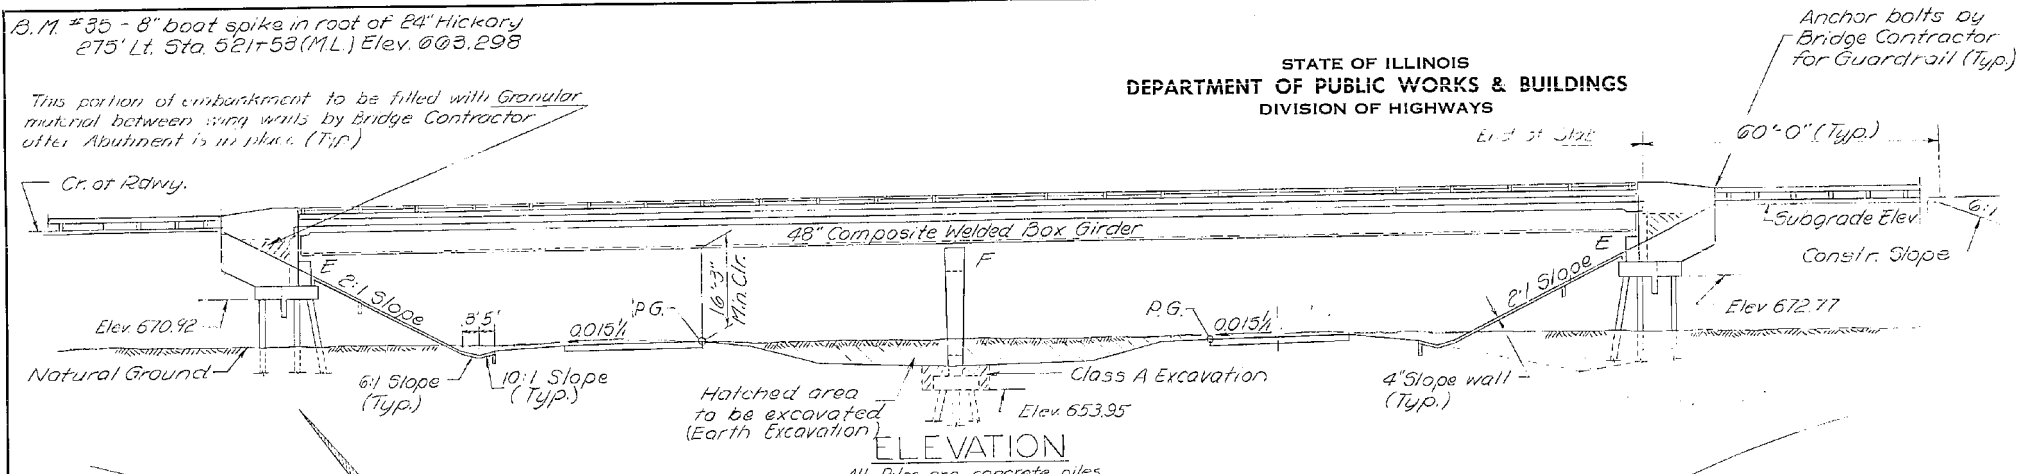 B.M. #35 - 8" boat spike in root of 24" Hickory
275' Lt. Sta. 521+53 (M.L.) Elev. 603.298
This portion of embankment to be filled with Granular
material between wing walls by Bridge Contractor
after Abutment is in place (Typ.)
STATE OF ILLINOIS
DEPARTMENT OF PUBLIC WORKS & BUILDINGS
DIVISION OF HIGHWAYS
Anchor bolts by
Bridge Contractor
for Guardrail (Typ.)
End of Slab
60'-0" (Typ.)
Cr. of Rdwy.
48" Composite Welded Box Girder
Subgrade Elev.
6:1
Constr. Slope
E
F
E
2:1 Slope
16'-3"
Min. Clr.
2:1 Slope
Elev. 670.92
3'
5'
0.015'/1
P.G.
P.G.
0.015'/1
Elev 672.77
Natural Ground
6:1 Slope
(Typ.)
10:1 Slope
(Typ.)
Hatched area
to be excavated
(Earth Excavation)
Class A Excavation
Elev. 653.95
4" Slope wall
(Typ.)
ELEVATION
All Piles are concrete piles